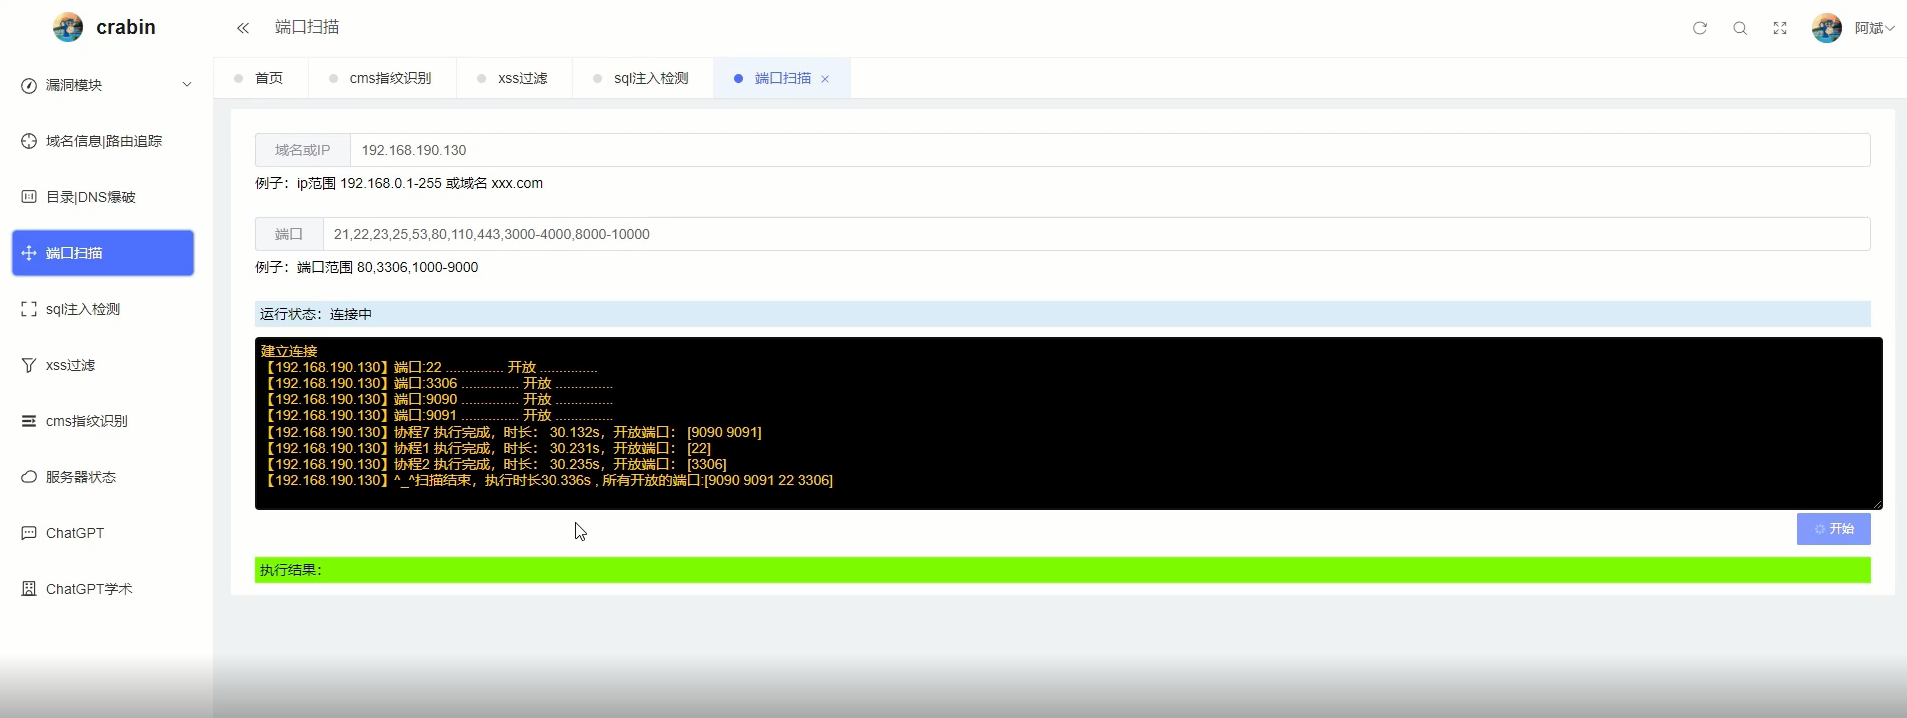 crabin
端口扫描
阿斌
首页
cms指纹识别
xss过滤
sql注入检测
端口扫描
漏洞模块
域名信息|路由追踪
目录|DNS爆破
端口扫描
sql注入检测
xss过滤
cms指纹识别
服务器状态
ChatGPT
ChatGPT学术
域名或IP 192.168.190.130
例子：ip范围 192.168.0.1-255 或域名 xxx.com
端口 21,22,23,25,53,80,110,443,3000-4000,8000-10000
例子：端口范围 80,3306,1000-9000
运行状态：连接中
建立连接
【192.168.190.130】端口:22 ............... 开放 ...............
【192.168.190.130】端口:3306 ............... 开放 ...............
【192.168.190.130】端口:9090 ............... 开放 ...............
【192.168.190.130】端口:9091 ............... 开放 ...............
【192.168.190.130】协程7 执行完成，时长： 30.132s，开放端口： [9090 9091]
【192.168.190.130】协程1 执行完成，时长： 30.231s，开放端口： [22]
【192.168.190.130】协程2 执行完成，时长： 30.235s，开放端口： [3306]
【192.168.190.130】^_^扫描结束，执行时长30.336s , 所有开放的端口:[9090 9091 22 3306]
开始
执行结果：